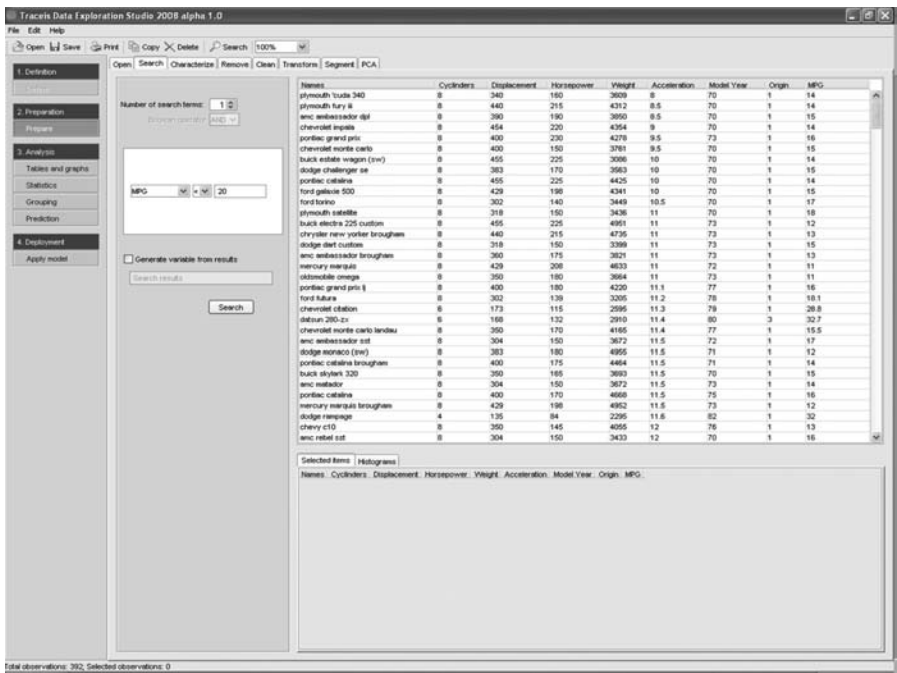 Traceis Data Exploration Studio 2008 alpha 1.0
File Edit Help
Open Save Print Copy Delete Search 100%
Open Search Characterize Remove Clean Transform Segment PCA
1. Definition
2. Preparation
Prepare
3. Analysis
Tables and graphs
Statistics
Grouping
Prediction
4. Deployment
Apply model
Number of search terms: 1
Boolean operator AND
MPG = 20
Generate variable from results
Search results
Search
Names Cyclinders Displacement Horsepower Weight Acceleration Model Year Origin MPG
plymouth 'cuda 340 8 340 160 3609 8 70 1 14
plymouth fury iii 8 440 215 4312 8.5 70 1 14
amc ambassador dpl 8 390 190 3850 8.5 70 1 15
chevrolet impala 8 454 220 4354 9 70 1 14
pontiac grand prix 8 400 230 4278 9.5 73 1 16
chevrolet monte carlo 8 400 150 3761 9.5 70 1 15
buick estate wagon (sw) 8 455 225 3086 10 70 1 14
dodge challenger se 8 383 170 3563 10 70 1 15
pontiac catalina 8 455 225 4425 10 70 1 14
ford galaxie 500 8 429 198 4341 10 70 1 15
ford torino 8 302 140 3449 10.5 70 1 17
plymouth satellite 8 318 150 3436 11 70 1 18
buick electra 225 custom 8 455 225 4951 11 73 1 12
chrysler new yorker brougham 8 440 215 4735 11 73 1 13
dodge dart custom 8 318 150 3399 11 73 1 15
amc ambassador brougham 8 360 175 3821 11 73 1 13
mercury marquis 8 429 208 4633 11 72 1 11
oldsmobile omega 8 350 180 3664 11 73 1 11
pontiac grand prix lj 8 400 180 4220 11.1 77 1 16
ford futura 8 302 139 3205 11.2 78 1 18.1
chevrolet citation 6 173 115 2595 11.3 79 1 28.8
datsun 280-zx 6 168 132 2910 11.4 80 3 32.7
chevrolet monte carlo landau 8 350 170 4165 11.4 77 1 15.5
amc ambassador sst 8 304 150 3672 11.5 72 1 17
dodge monaco (sw) 8 383 180 4955 11.5 71 1 12
pontiac catalina brougham 8 400 175 4464 11.5 71 1 14
buick skylark 320 8 350 165 3693 11.5 70 1 15
amc matador 8 304 150 3672 11.5 73 1 14
pontiac catalina 8 400 170 4668 11.5 75 1 16
mercury marquis brougham 8 429 198 4952 11.5 73 1 12
dodge rampage 4 135 84 2295 11.6 82 1 32
chevy c10 8 350 145 4055 12 76 1 13
amc rebel sst 8 304 150 3433 12 70 1 16
Selected items Histograms
Names Cyclinders Displacement Horsepower Weight Acceleration Model Year Origin MPG
Total observations: 392, Selected observations: 0